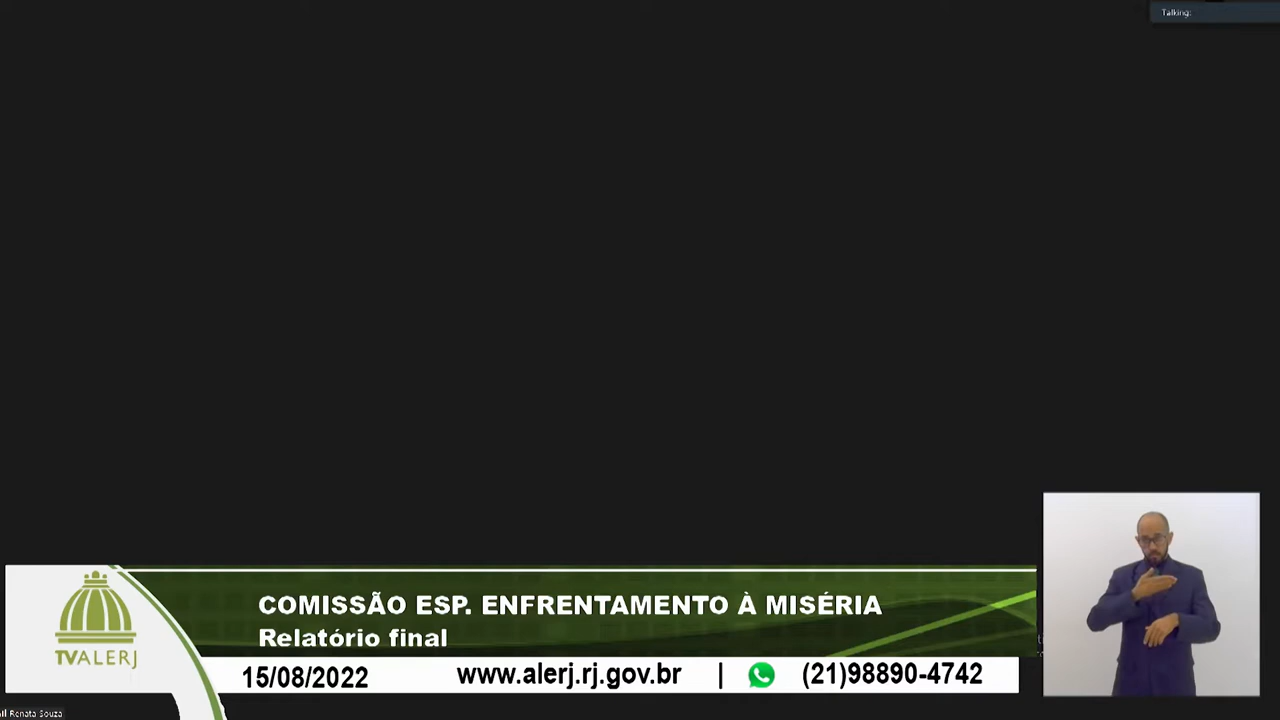 Talking:
COMISSÃO ESP. ENFRENTAMENTO À MISÉRIA
Relatório final
TVALERJ
15/08/2022 www.alerj.rj.gov.br | (21)98890-4742
Renata Souza